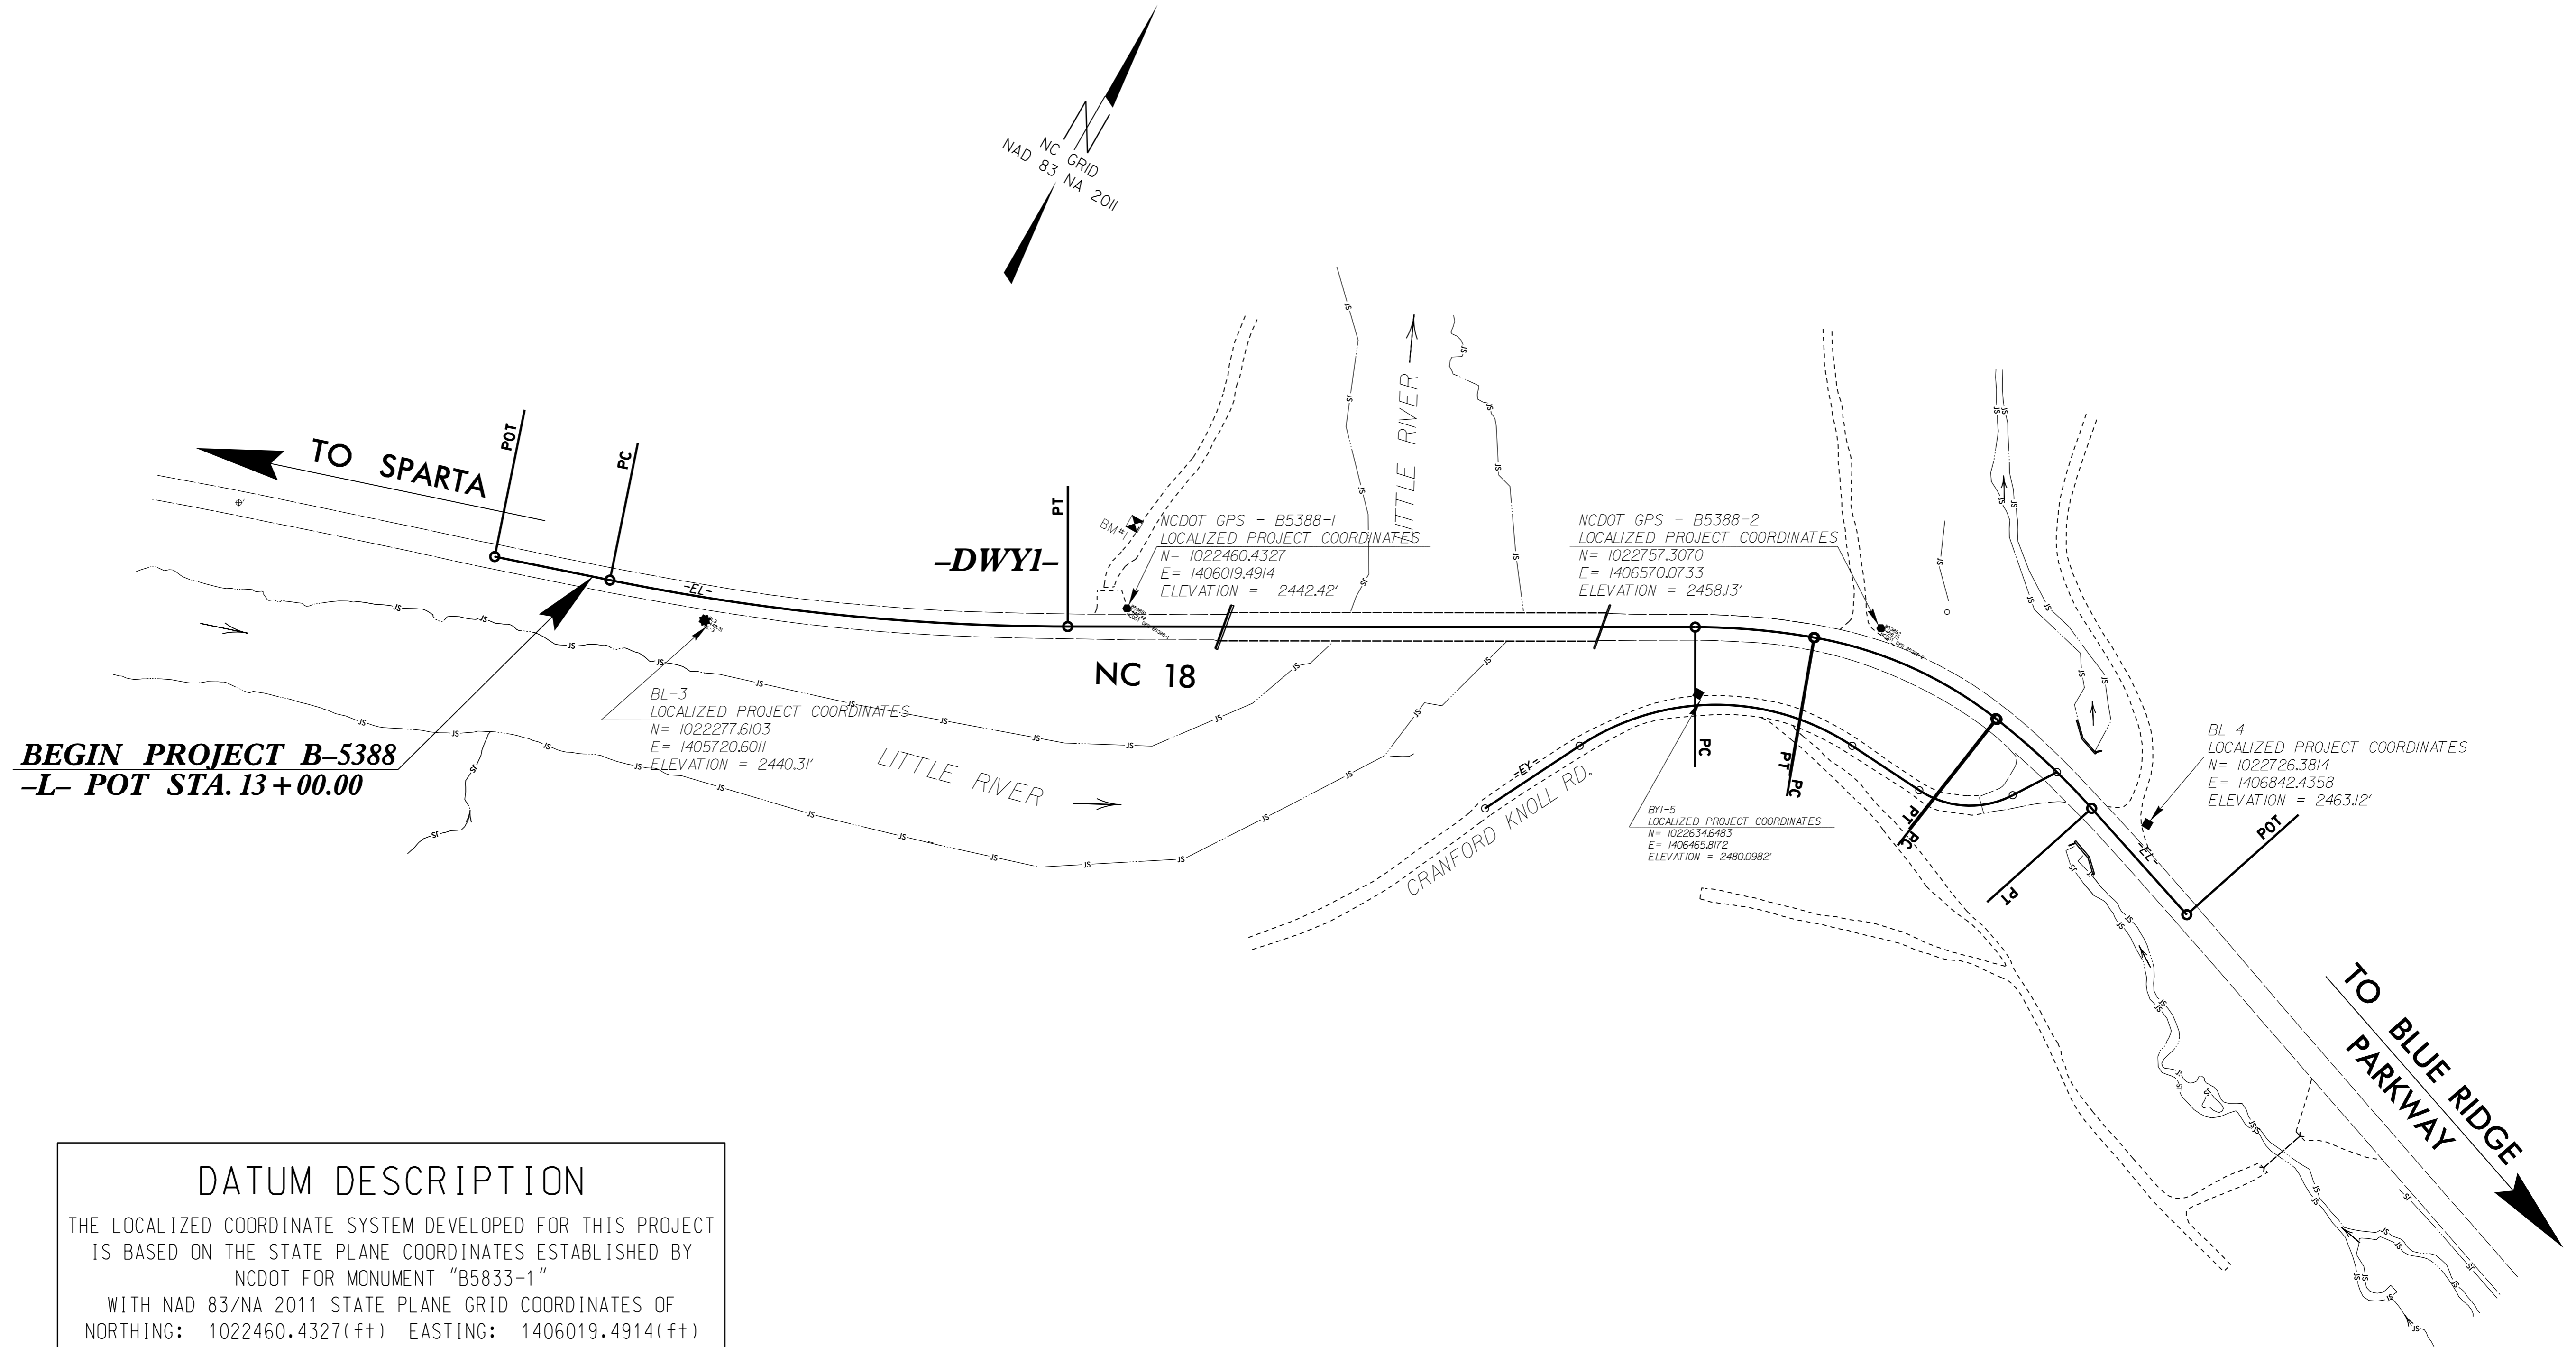 NC GRID
NAD 83 NA 2011
TO SPARTA
POT
PC
-EL-
PT
-DWY1-
BM#1
NCDOT GPS - B5388-1
LOCALIZED PROJECT COORDINATES
N= 1022460.4327
E= 1406019.4914
ELEVATION = 2442.42'
LITTLE RIVER
NCDOT GPS - B5388-2
LOCALIZED PROJECT COORDINATES
N= 1022757.3070
E= 1406570.0733
ELEVATION = 2458.13'
NC 18
BEGIN PROJECT B-5388
-L- POT STA. 13+00.00
BL-3
LOCALIZED PROJECT COORDINATES
N= 1022277.6103
E= 1405720.6011
ELEVATION = 2440.31'
LITTLE RIVER
-EY-
CRANFORD KNOLL RD.
PC
PT
PC
BY1-5
LOCALIZED PROJECT COORDINATES
N= 1022634.6483
E= 1406465.8172
ELEVATION = 2480.0982'
PT
PC
PT
BL-4
LOCALIZED PROJECT COORDINATES
N= 1022726.3814
E= 1406842.4358
ELEVATION = 2463.12'
-EL-
POT
TO BLUE RIDGE
PARKWAY
DATUM DESCRIPTION
THE LOCALIZED COORDINATE SYSTEM DEVELOPED FOR THIS PROJECT
IS BASED ON THE STATE PLANE COORDINATES ESTABLISHED BY
NCDOT FOR MONUMENT "B5833-1"
WITH NAD 83/NA 2011 STATE PLANE GRID COORDINATES OF
NORTHING: 1022460.4327(ft) EASTING: 1406019.4914(ft)